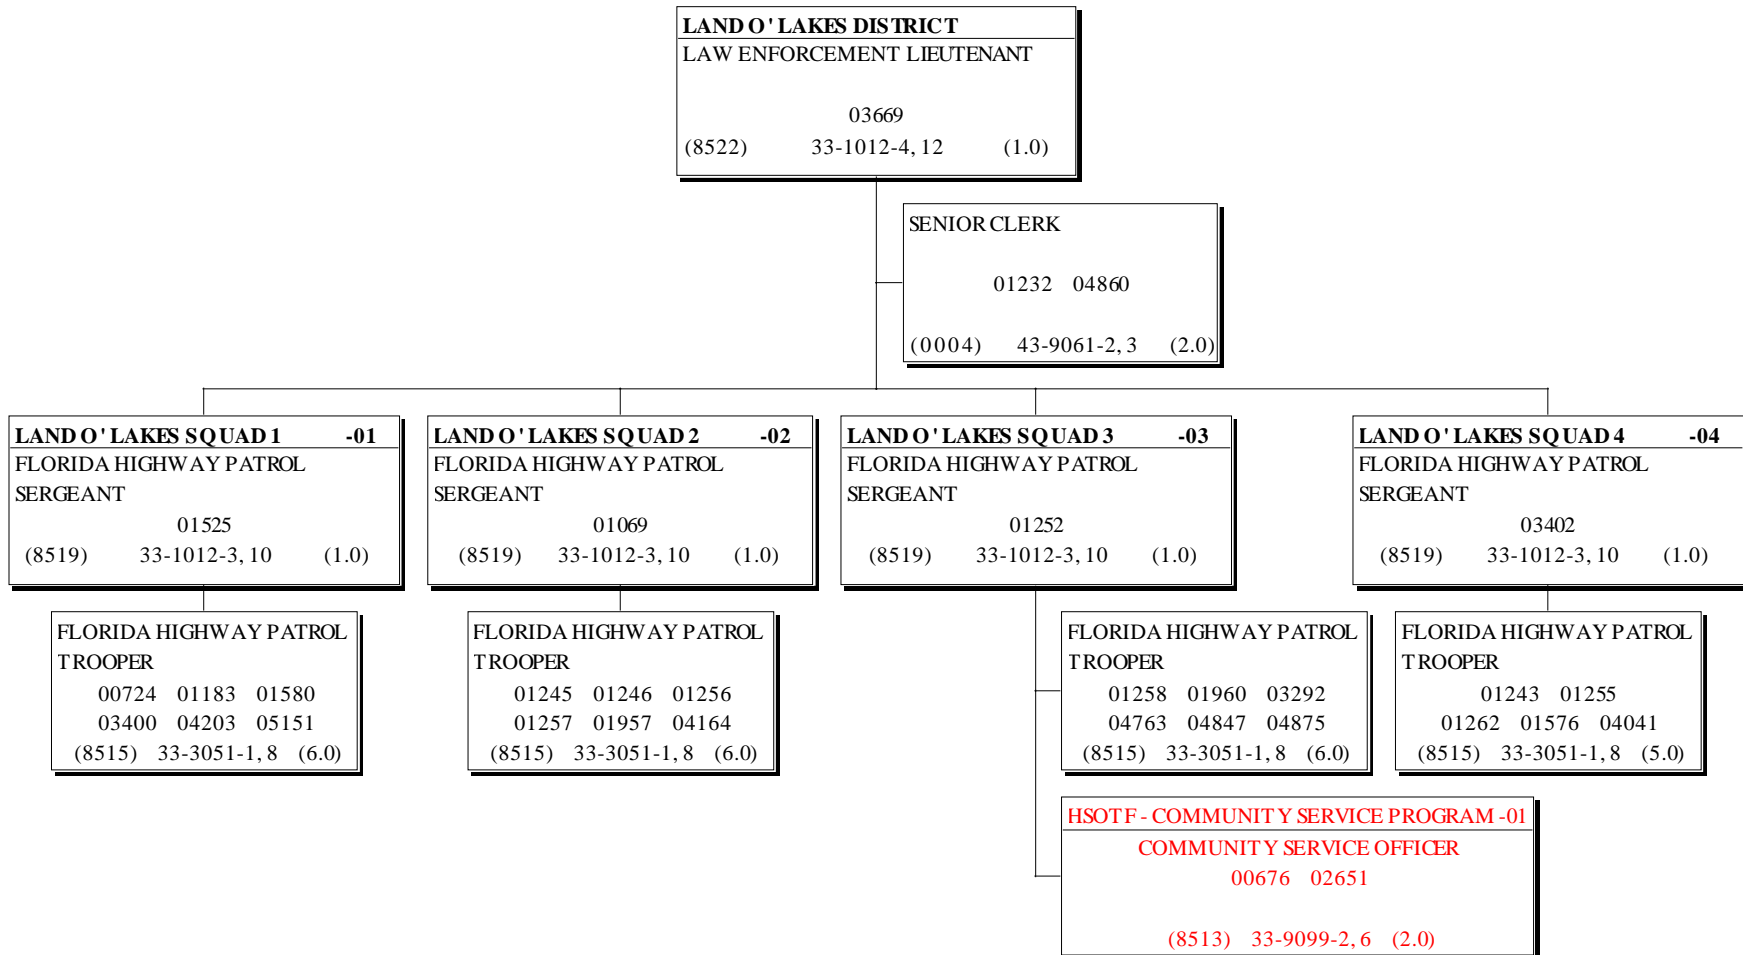 LAND O' LAKES DISTRICT
LAW ENFORCEMENT LIEUTENANT
03669
(8522) 33-1012-4, 12 (1.0)
SENIOR CLERK
01232 04860
(0004) 43-9061-2, 3 (2.0)
LAND O' LAKES SQUAD 1 -01
FLORIDA HIGHWAY PATROL
SERGEANT
01525
(8519) 33-1012-3, 10 (1.0)
LAND O' LAKES SQUAD 2 -02
FLORIDA HIGHWAY PATROL
SERGEANT
01069
(8519) 33-1012-3, 10 (1.0)
LAND O' LAKES SQUAD 3 -03
FLORIDA HIGHWAY PATROL
SERGEANT
01252
(8519) 33-1012-3, 10 (1.0)
LAND O' LAKES SQUAD 4 -04
FLORIDA HIGHWAY PATROL
SERGEANT
03402
(8519) 33-1012-3, 10 (1.0)
FLORIDA HIGHWAY PATROL
TROOPER
00724 01183 01580
03400 04203 05151
(8515) 33-3051-1, 8 (6.0)
FLORIDA HIGHWAY PATROL
TROOPER
01245 01246 01256
01257 01957 04164
(8515) 33-3051-1, 8 (6.0)
FLORIDA HIGHWAY PATROL
TROOPER
01258 01960 03292
04763 04847 04875
(8515) 33-3051-1, 8 (6.0)
FLORIDA HIGHWAY PATROL
TROOPER
01243 01255
01262 01576 04041
(8515) 33-3051-1, 8 (5.0)
HSOTF - COMMUNITY SERVICE PROGRAM -01
COMMUNITY SERVICE OFFICER
00676 02651
(8513) 33-9099-2, 6 (2.0)